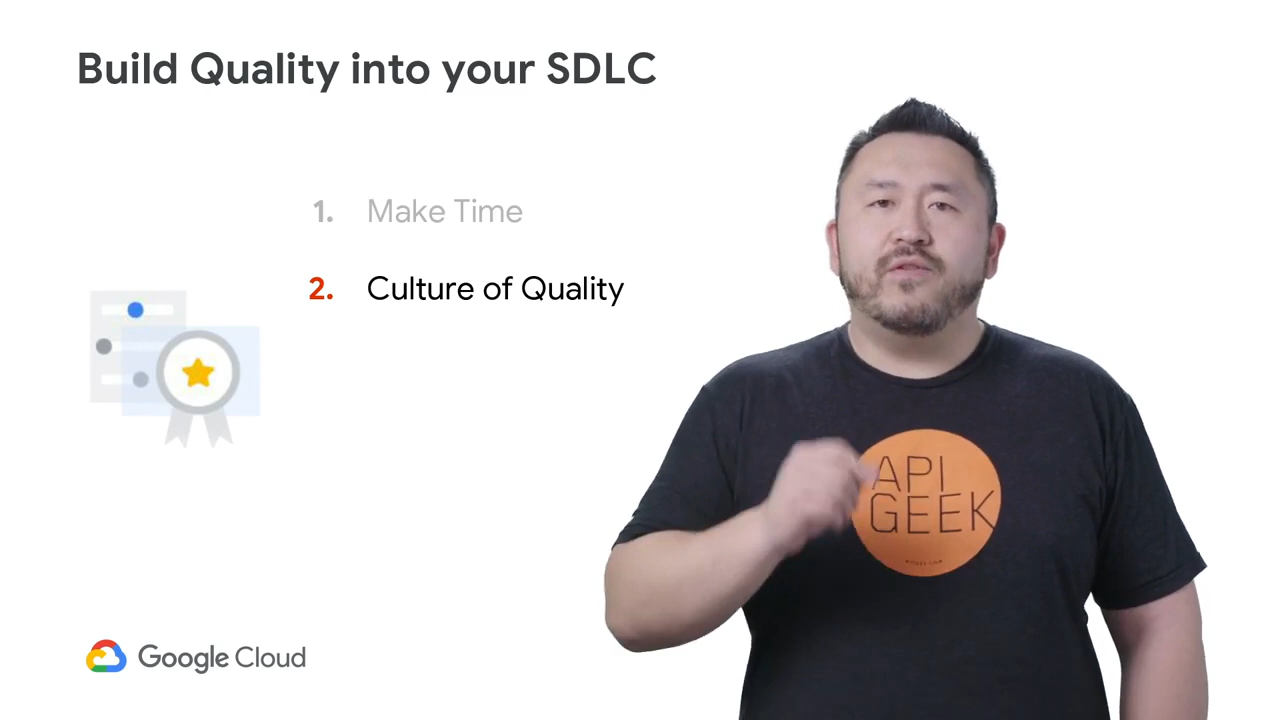 Build Quality into your SDLC
1. Make Time
2. Culture of Quality
API
GEEK
Google Cloud